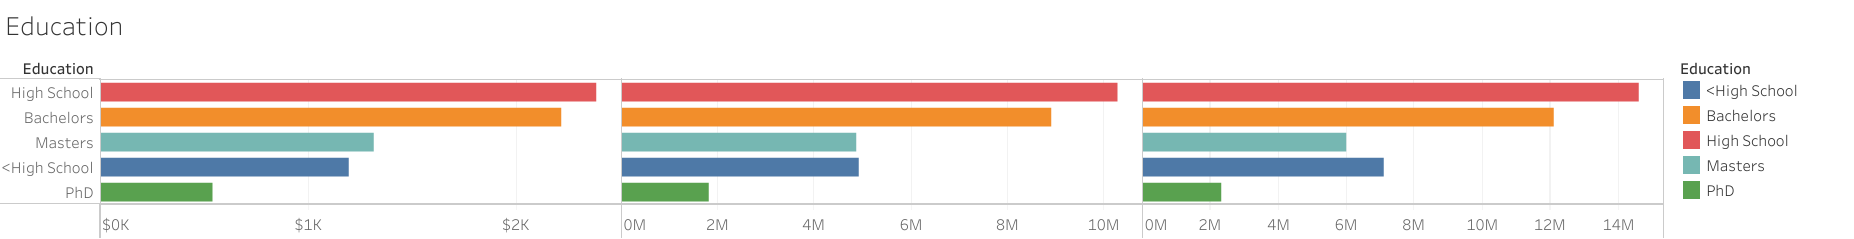 Education
Education
High School
Bachelors
Masters
<High School
PhD
$0K $1K $2K 0M 2M 4M 6M 8M 10M 0M 2M 4M 6M 8M 10M 12M 14M
Education
<High School
Bachelors
High School
Masters
PhD